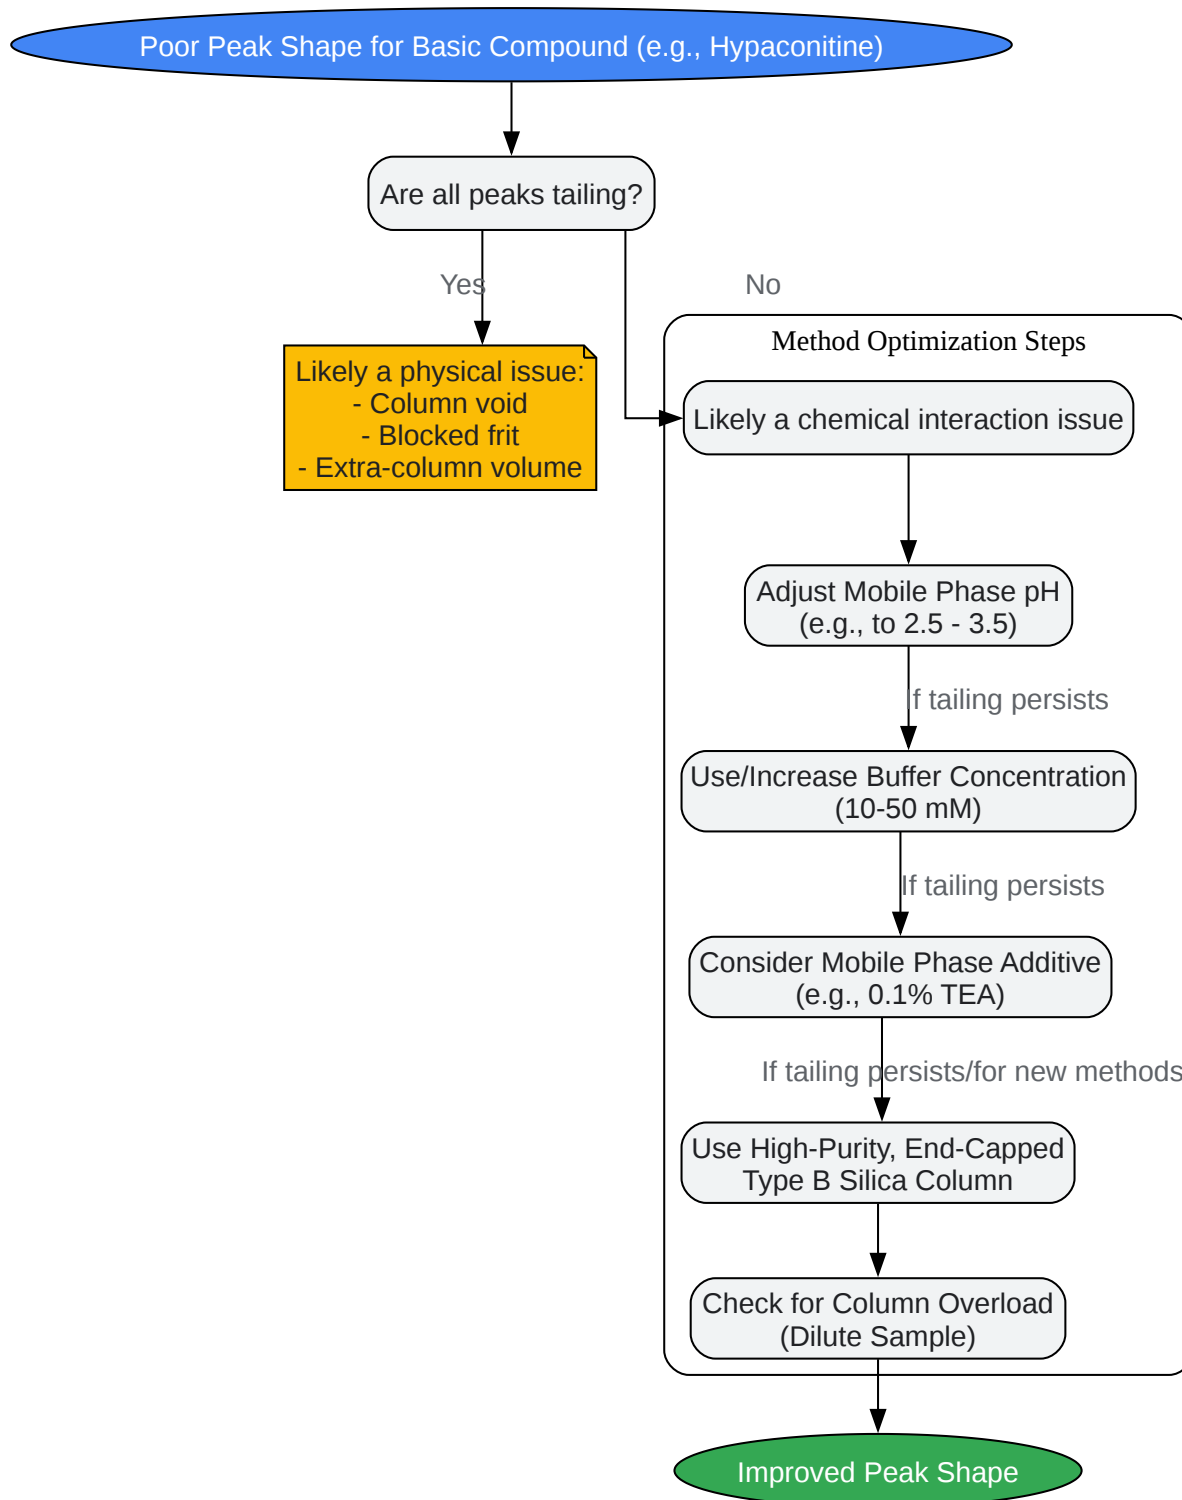 Poor Peak Shape for Basic Compound (e.g., Hypaconitine)
Are all peaks tailing?
Yes
No
Likely a physical issue:
- Column void
- Blocked frit
- Extra-column volume
Method Optimization Steps
Likely a chemical interaction issue
Adjust Mobile Phase pH
(e.g., to 2.5 - 3.5)
If tailing persists
Use/Increase Buffer Concentration
(10-50 mM)
If tailing persists
Consider Mobile Phase Additive
(e.g., 0.1% TEA)
If tailing persists/for new methods
Use High-Purity, End-Capped
Type B Silica Column
Check for Column Overload
(Dilute Sample)
Improved Peak Shape